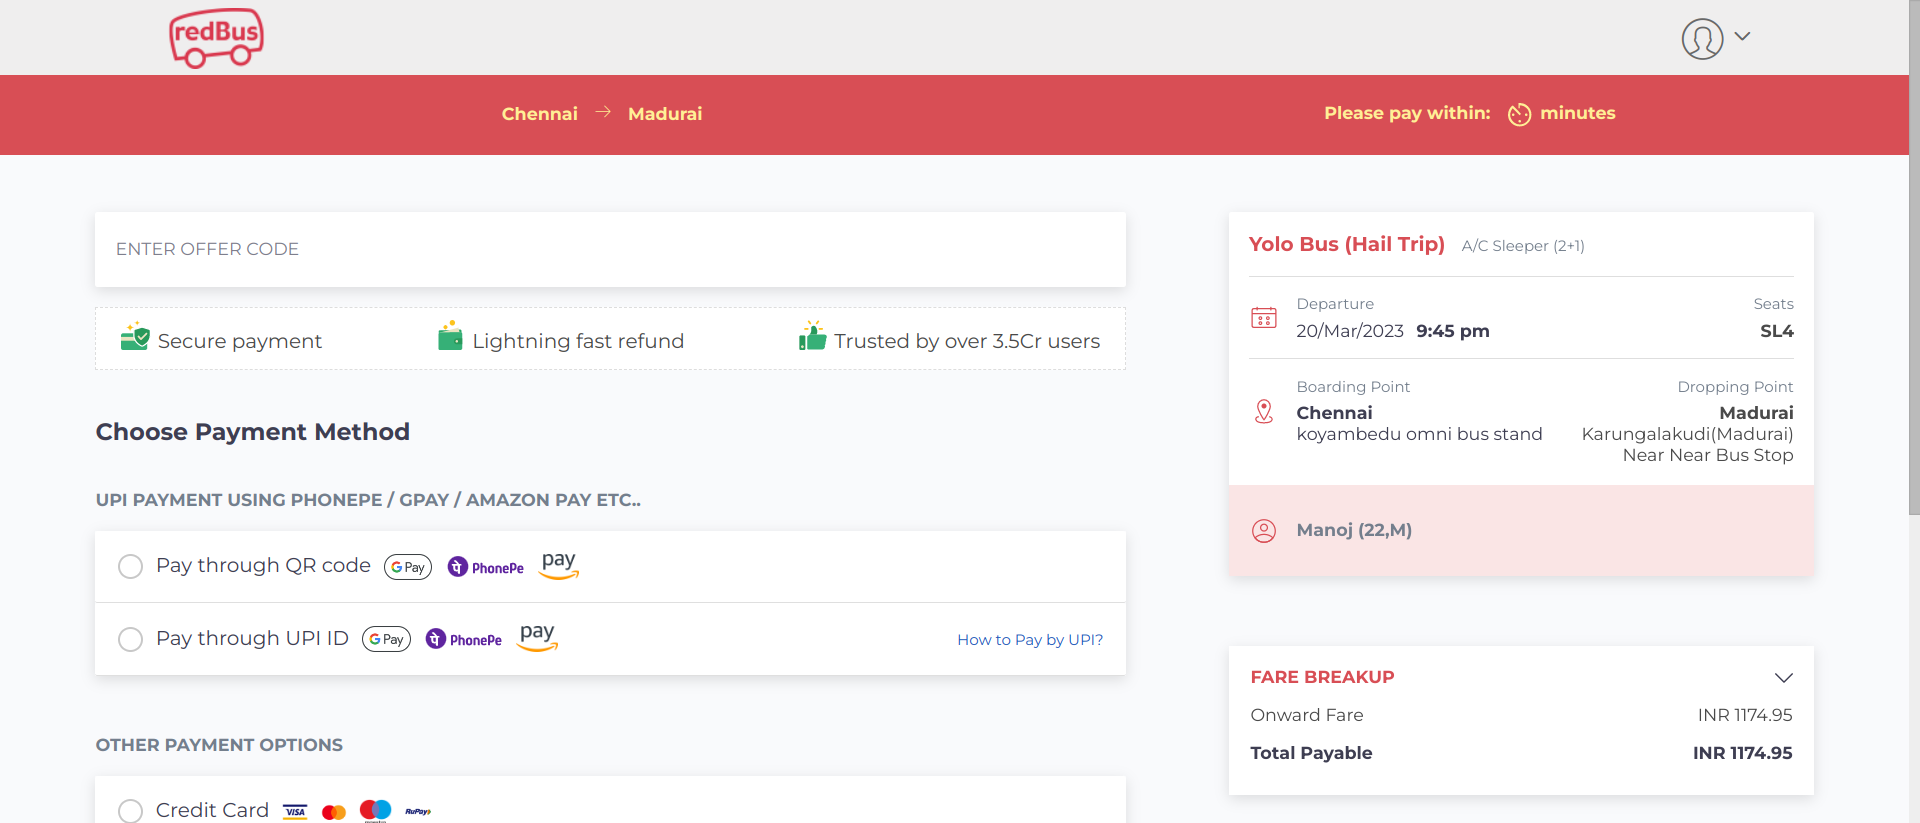 redBus
Chennai → Madurai
Please pay within: minutes
ENTER OFFER CODE
Secure payment
Lightning fast refund
Trusted by over 3.5Cr users
Choose Payment Method
UPI PAYMENT USING PHONEPE / GPAY / AMAZON PAY ETC..
Pay through QR code G Pay PhonePe pay
Pay through UPI ID G Pay PhonePe pay
How to Pay by UPI?
OTHER PAYMENT OPTIONS
Credit Card VISA RuPay
Yolo Bus (Hail Trip) A/C Sleeper (2+1)
Departure Seats
20/Mar/2023 9:45 pm SL4
Boarding Point Dropping Point
Chennai Madurai
koyambedu omni bus stand Karungalakudi(Madurai)
Near Near Bus Stop
Manoj (22,M)
FARE BREAKUP
Onward Fare INR 1174.95
Total Payable INR 1174.95